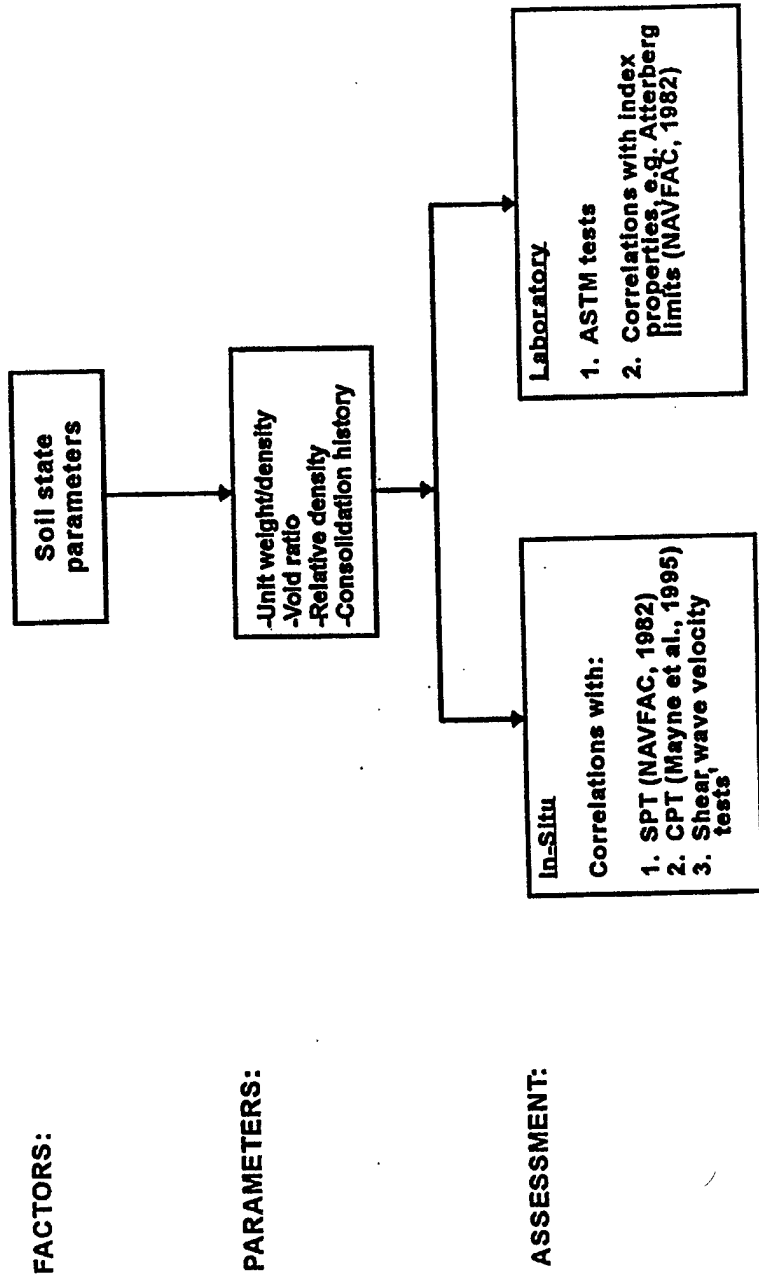 FACTORS:
Soil state
parameters
PARAMETERS:
-Unit weight/density
-Void ratio
-Relative density
-Consolidation history
ASSESSMENT:
In-Situ
Correlations with:
1. SPT (NAVFAC, 1982)
2. CPT (Mayne et al., 1995)
3. Shear wave velocity
tests
Laboratory
1. ASTM tests
2. Correlations with index
properties, e.g. Atterberg
limits (NAVFAC, 1982)